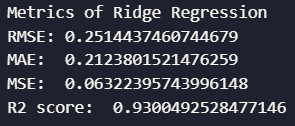 Metrics of Ridge Regression
RMSE: 0.2514437460744679
MAE:  0.2123801521476259
MSE:  0.06322395743996148
R2 score:  0.9300492528477146